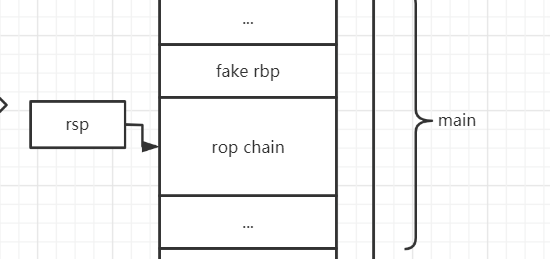 ...
fake rbp
rsp
rop chain
main
...